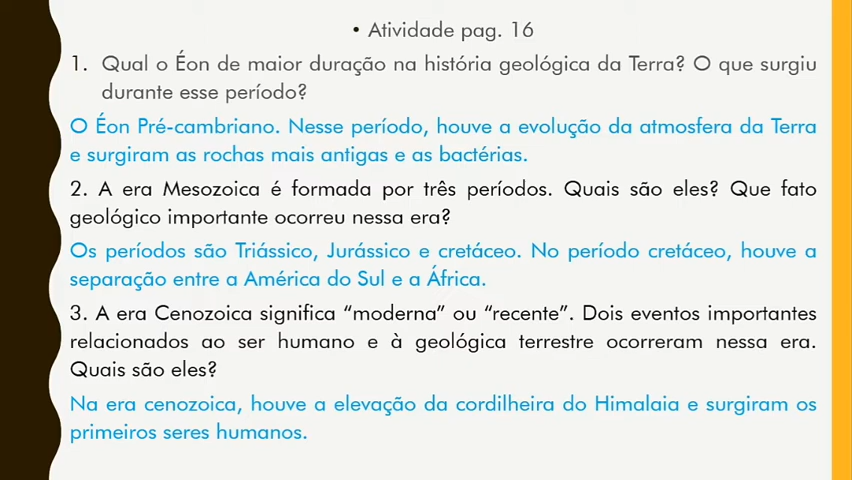 • Atividade pag. 16
1. Qual o Éon de maior duração na história geológica da Terra? O que surgiu
durante esse período?
O Éon Pré-cambriano. Nesse período, houve a evolução da atmosfera da Terra
e surgiram as rochas mais antigas e as bactérias.
2. A era Mesozoica é formada por três períodos. Quais são eles? Que fato
geológico importante ocorreu nessa era?
Os períodos são Triássico, Jurássico e cretáceo. No período cretáceo, houve a
separação entre a América do Sul e a África.
3. A era Cenozoica significa “moderna” ou “recente”. Dois eventos importantes
relacionados ao ser humano e à geológica terrestre ocorreram nessa era.
Quais são eles?
Na era cenozoica, houve a elevação da cordilheira do Himalaia e surgiram os
primeiros seres humanos.